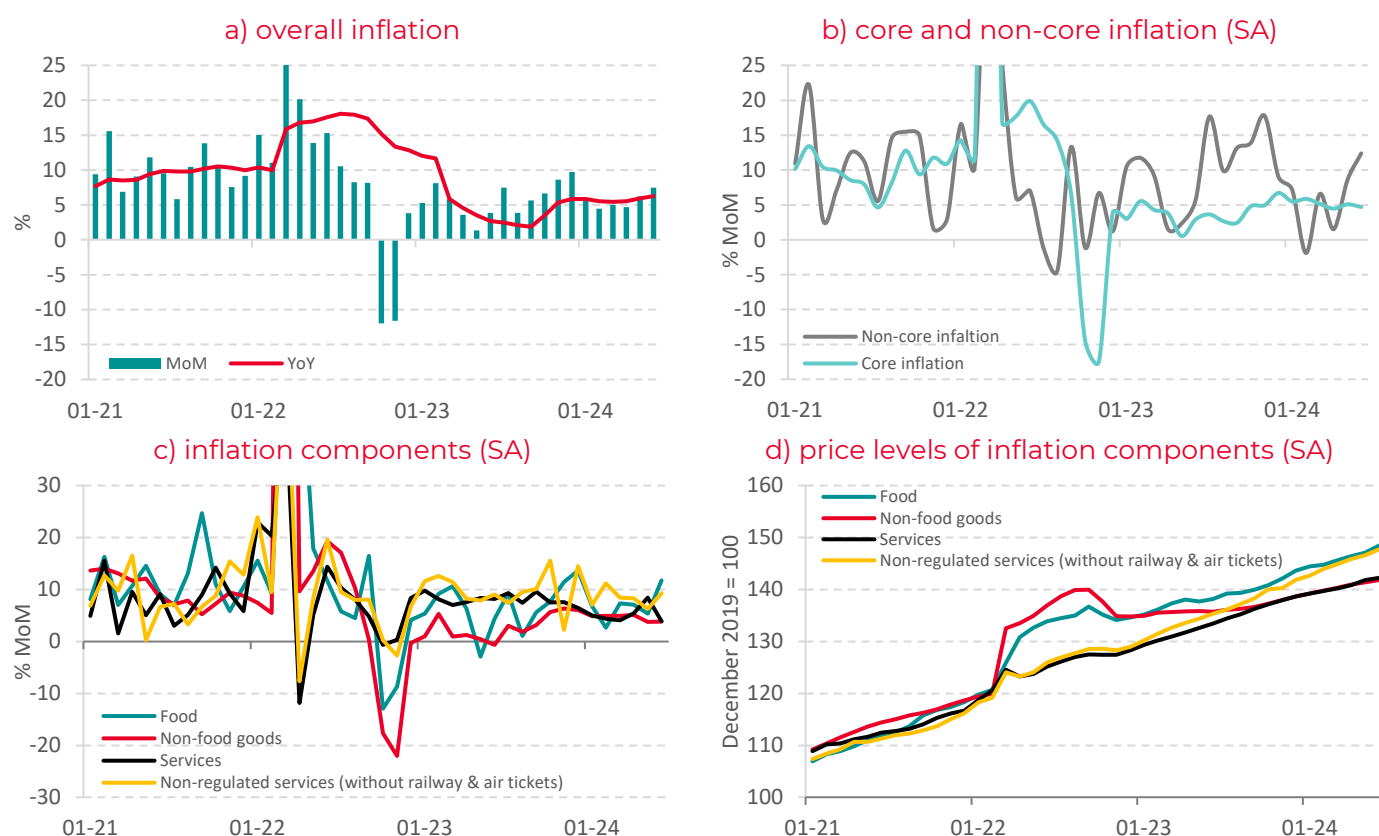 a) overall inflation
%
25
20
15
10
5
0
-5
-10
-15
-20
MoM
YoY
01-21
01-22
01-23
01-24
b) core and non-core inflation (SA)
% MoM
25
20
15
10
5
0
-5
-10
-15
-20
Non-core infaltion
Core inflation
01-21
01-22
01-23
01-24
c) inflation components (SA)
% MoM
30
20
10
0
-10
-20
-30
Food
Non-food goods
Services
Non-regulated services (without railway & air tickets)
01-21
01-22
01-23
01-24
d) price levels of inflation components (SA)
December 2019 = 100
160
150
140
130
120
110
100
Food
Non-food goods
Services
Non-regulated services (without railway & air tickets)
01-21
01-22
01-23
01-24